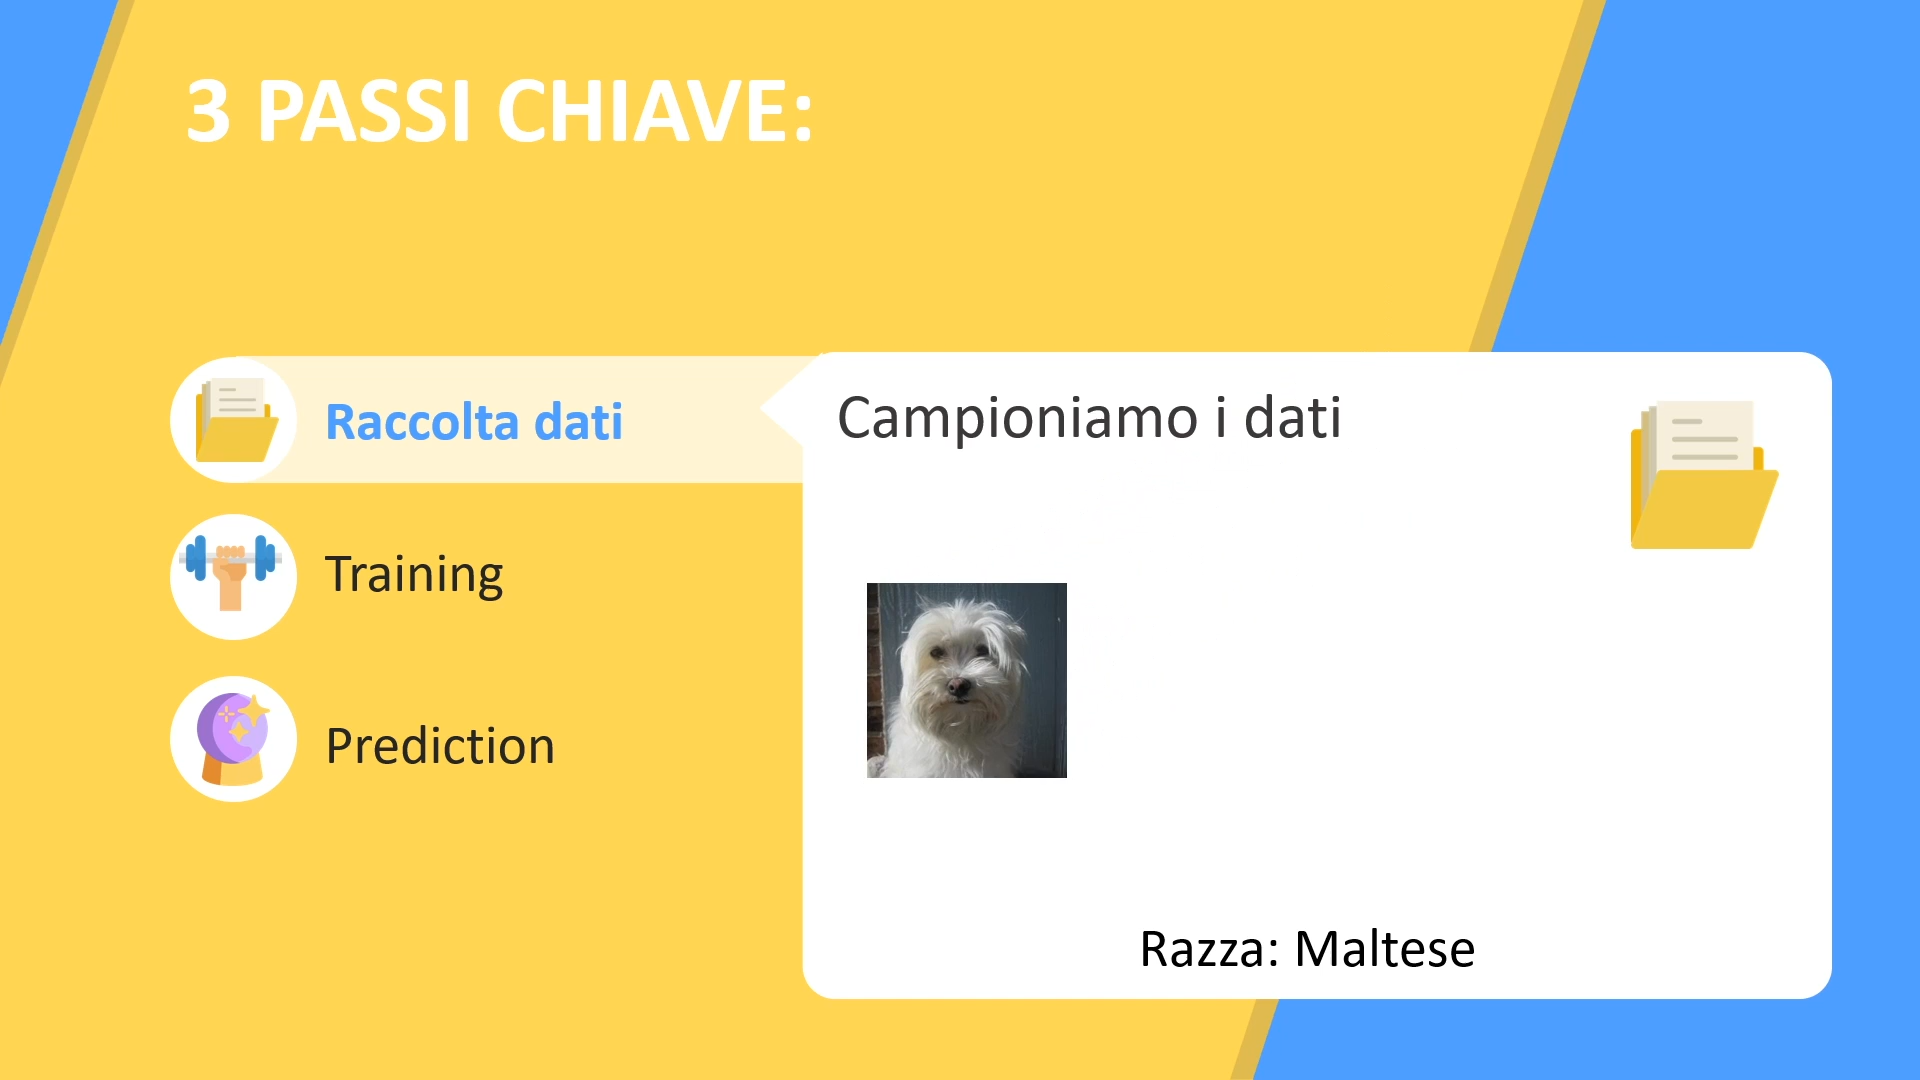 3 PASSI CHIAVE:
Raccolta dati
Training
Prediction
Campioniamo i dati
Razza: Maltese